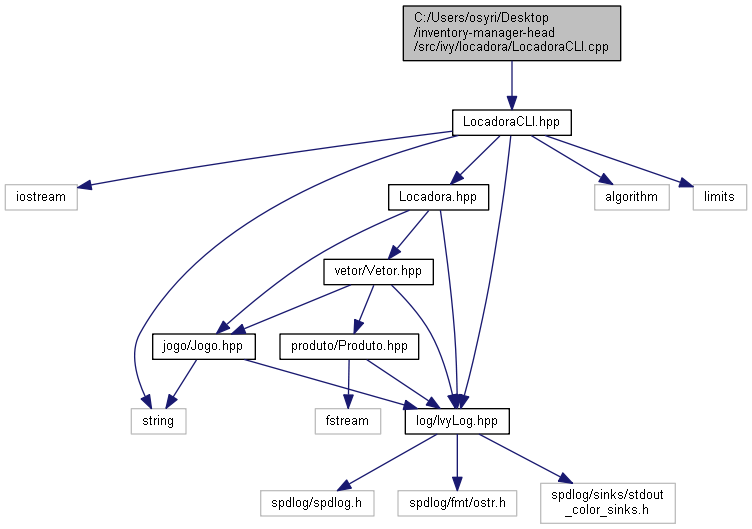 C:/Users/osyri/Desktop
/inventory-manager-head
/src/ivy/locadora/LocadoraCLI.cpp
LocadoraCLI.hpp
iostream
Locadora.hpp
algorithm
limits
vetor/Vetor.hpp
jogo/Jogo.hpp
produto/Produto.hpp
string
fstream
log/IvyLog.hpp
spdlog/spdlog.h
spdlog/fmt/ostr.h
spdlog/sinks/stdout
_color_sinks.h